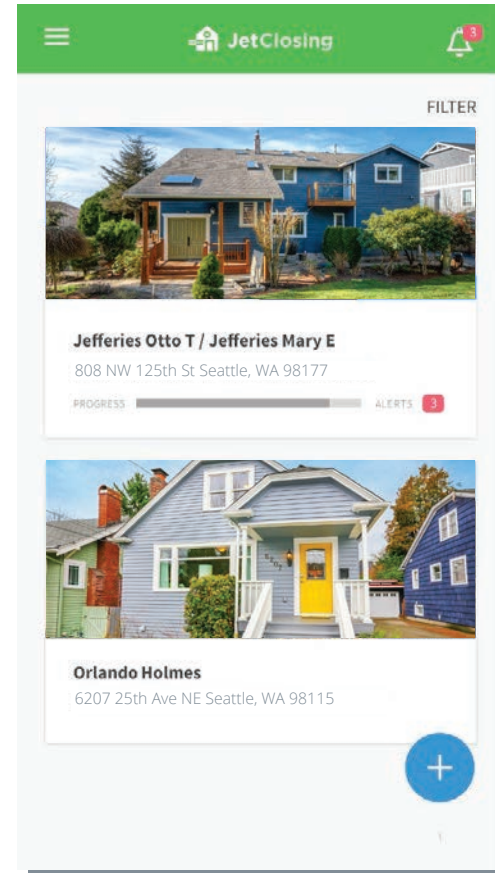 JetClosing
3
FILTER
Jefferies Otto T / Jefferies Mary E
808 NW 125th St Seattle, WA 98177
PROGRESS ALERTS 3
6207
Orlando Holmes
6207 25th Ave NE Seattle, WA 98115
+